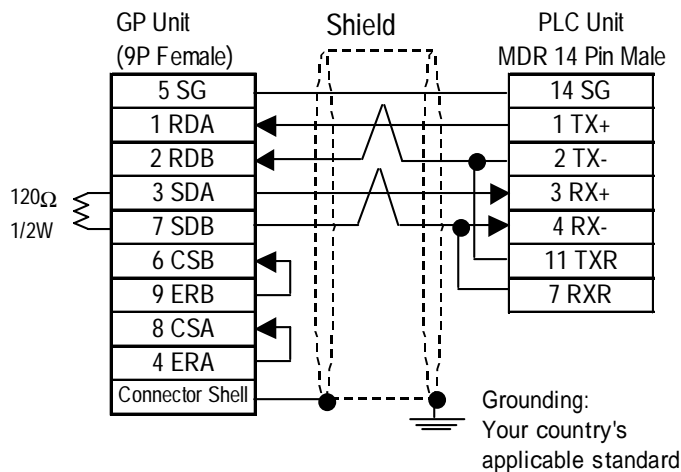 GP Unit
(9P Female)
Shield
PLC Unit
MDR 14 Pin Male
5 SG
14 SG
1 RDA
1 TX+
2 RDB
2 TX-
3 SDA
3 RX+
120Ω
1/2W
7 SDB
4 RX-
6 CSB
11 TXR
9 ERB
7 RXR
8 CSA
4 ERA
Connector Shell
Grounding:
Your country's
applicable standard